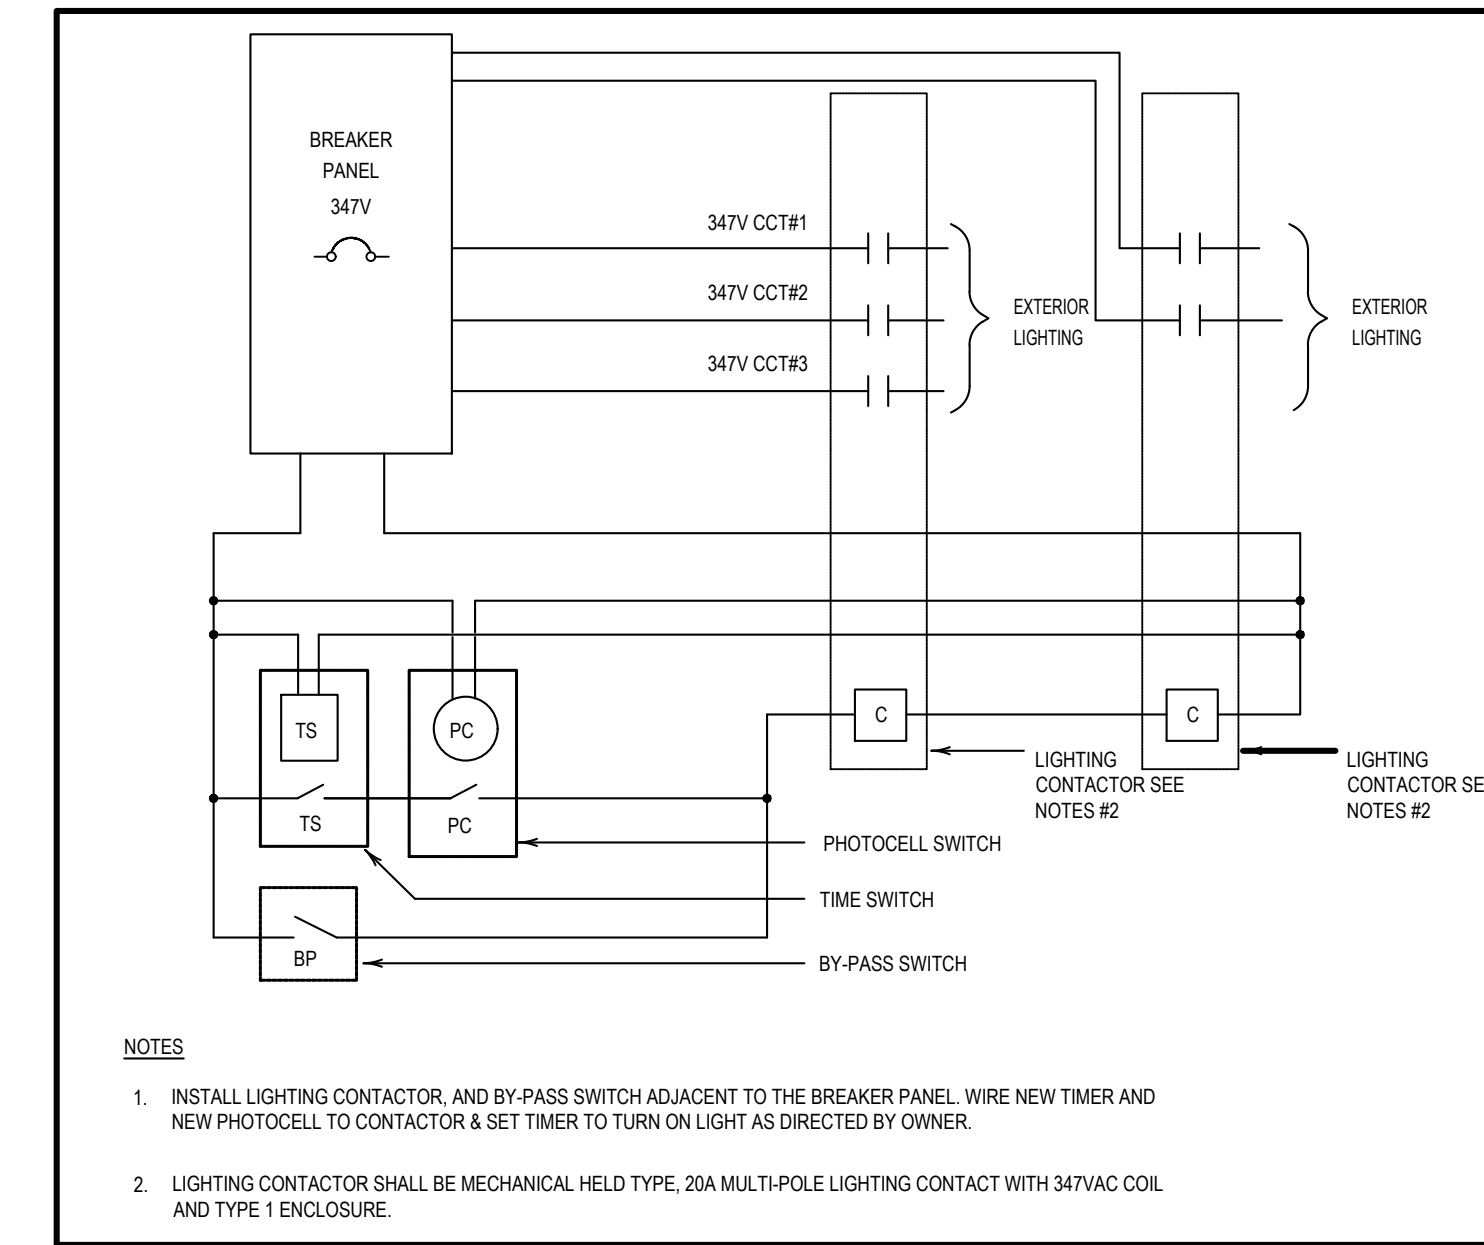 BREAKER
PANEL
347V
347V CCT#1
347V CCT#2
347V CCT#3
EXTERIOR
LIGHTING
EXTERIOR
LIGHTING
TS
PC
C
C
TS
PC
LIGHTING
CONTACTOR SEE
NOTES #2
LIGHTING
CONTACTOR SE
NOTES #2
PHOTOCELL SWITCH
TIME SWITCH
BP
BY-PASS SWITCH
NOTES
1. INSTALL LIGHTING CONTACTOR, AND BY-PASS SWITCH ADJACENT TO THE BREAKER PANEL. WIRE NEW TIMER AND
NEW PHOTOCELL TO CONTACTOR & SET TIMER TO TURN ON LIGHT AS DIRECTED BY OWNER.
2. LIGHTING CONTACTOR SHALL BE MECHANICAL HELD TYPE, 20A MULTI-POLE LIGHTING CONTACT WITH 347VAC COIL
AND TYPE 1 ENCLOSURE.